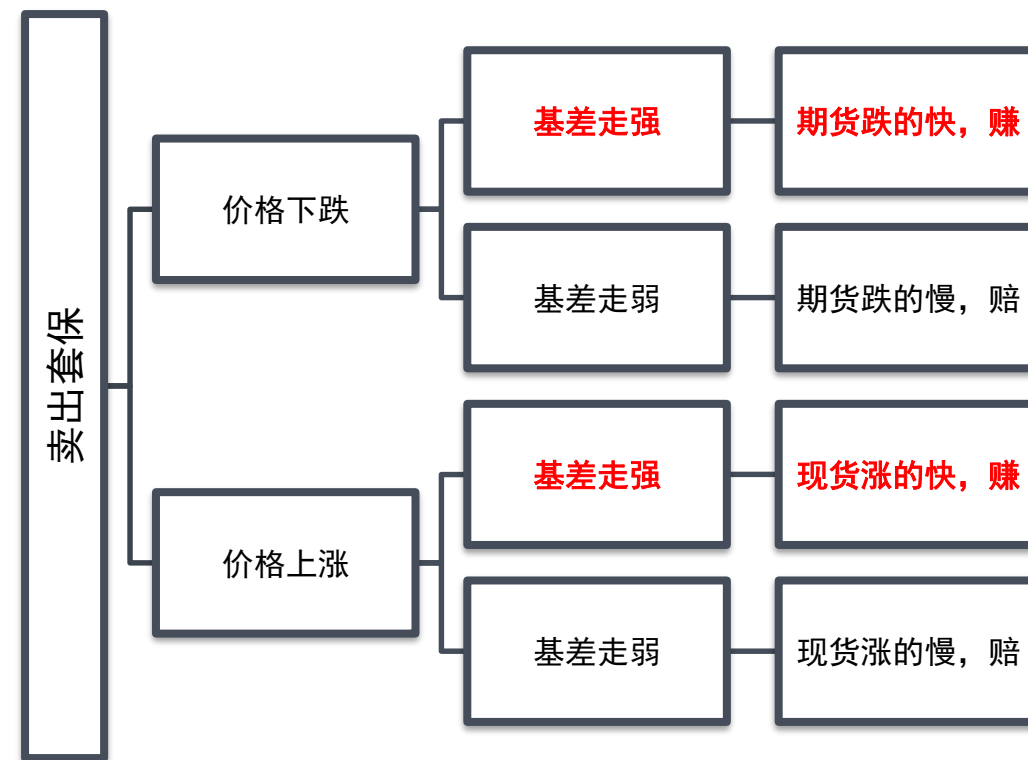 卖出套保
价格下跌
基差走强
期货跌的快，赚
基差走弱
期货跌的慢，赔
价格上涨
基差走强
现货涨的快，赚
基差走弱
现货涨的慢，赔